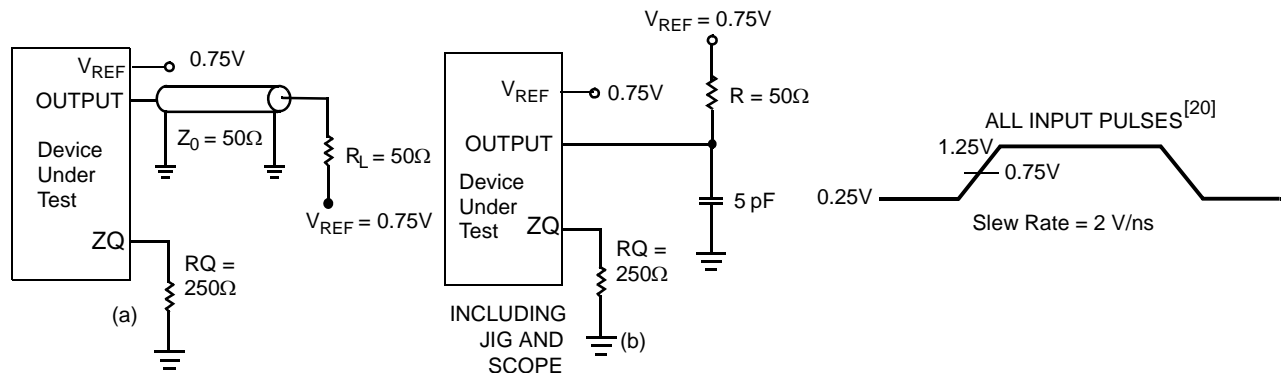 V_REF
0.75V
OUTPUT
Z_0 = 50Ω
Device
Under
Test
R_L = 50Ω
V_REF = 0.75V
ZQ
RQ =
250Ω
(a)
V_REF = 0.75V
V_REF
0.75V
R = 50Ω
OUTPUT
Device
Under
Test
5 pF
ZQ
RQ =
250Ω
INCLUDING
JIG AND
SCOPE
(b)
ALL INPUT PULSES[20]
1.25V
0.75V
0.25V
Slew Rate = 2 V/ns